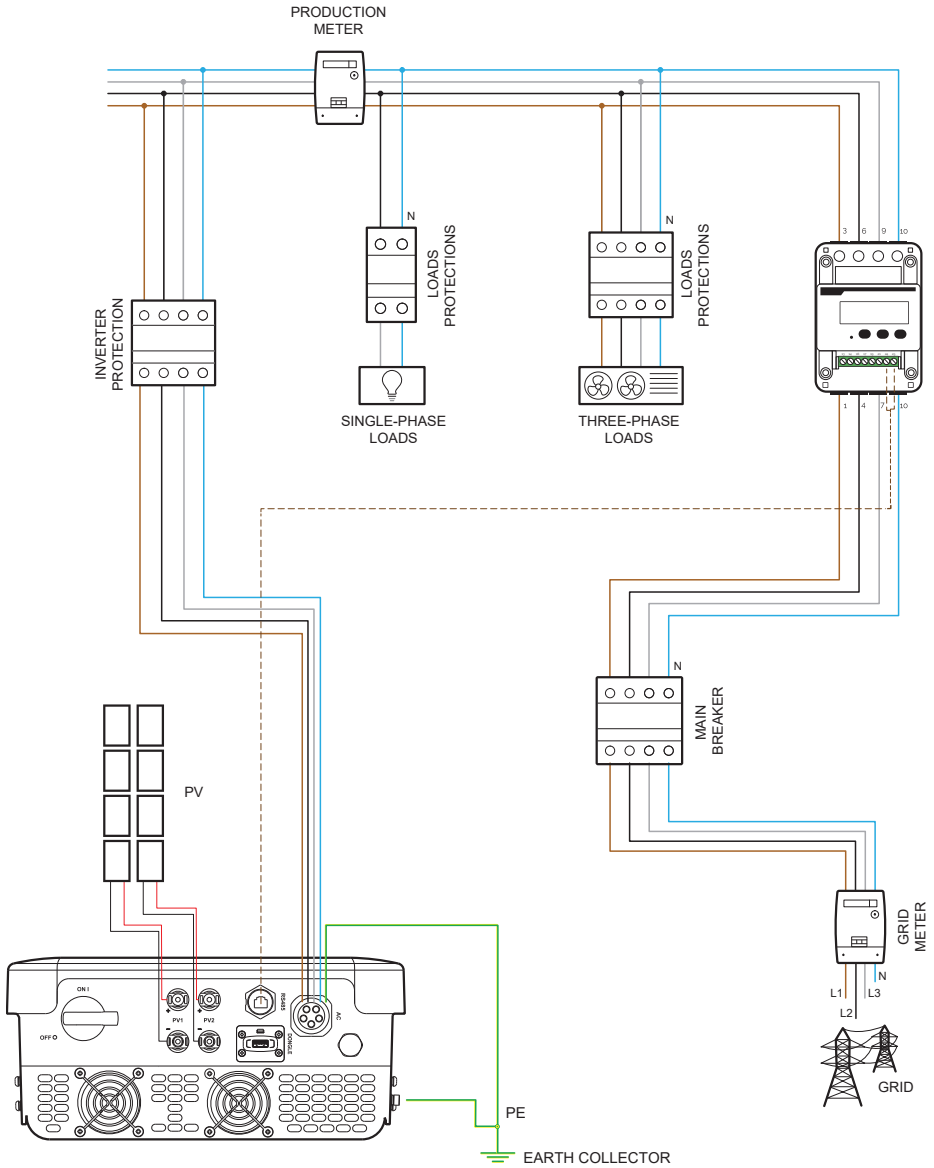 PRODUCTION
METER
N
LOADS
PROTECTIONS
N
LOADS
PROTECTIONS
3
6
9
10
INVERTER
PROTECTION
SINGLE-PHASE
LOADS
THREE-PHASE
LOADS
1
4
7
10
N
MAIN
BREAKER
PV
GRID
METER
N
L1
L3
L2
GRID
ON I
OFF O
+
+
PV1
PV2
-
-
RS485
DONGLE
AC
PE
EARTH COLLECTOR